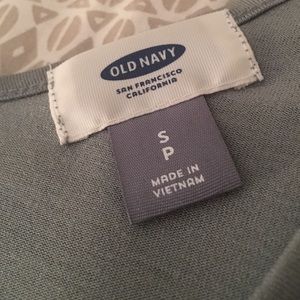 OLD NAVY
SAN FRANCISCO
CALIFORNIA
S
P
MADE IN
VIETNAM